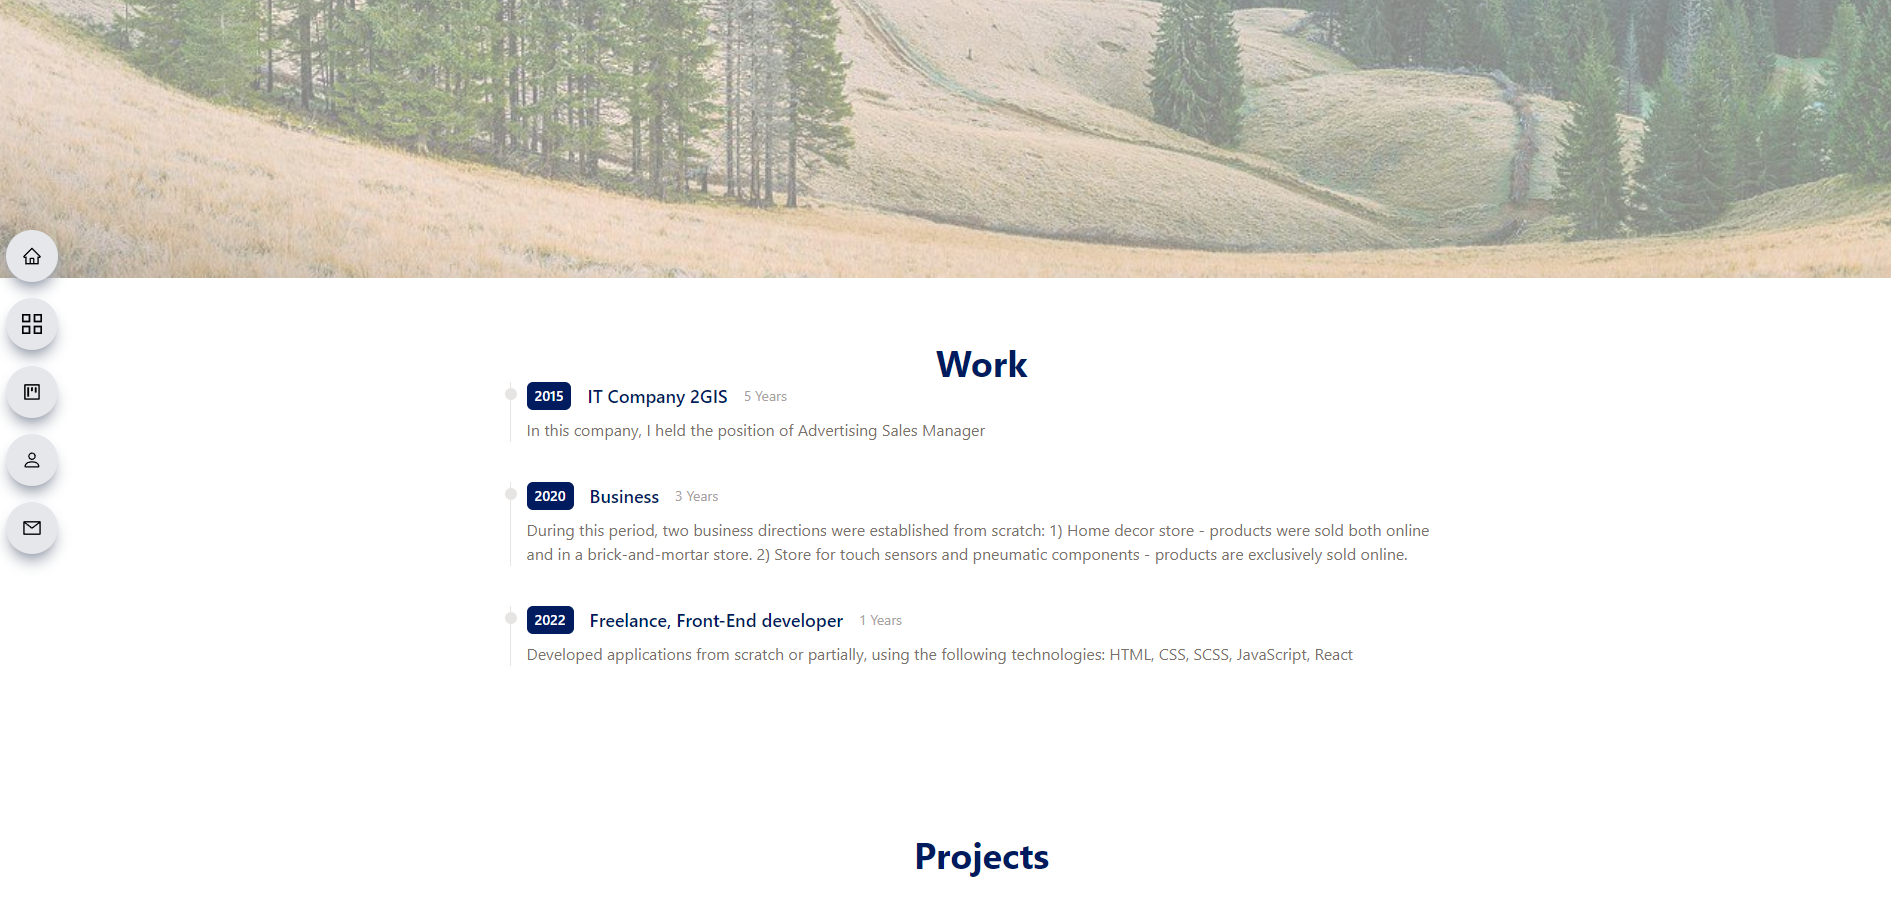 Work
2015 IT Company 2GIS 5 Years
In this company, I held the position of Advertising Sales Manager
2020 Business 3 Years
During this period, two business directions were established from scratch: 1) Home decor store - products were sold both online
and in a brick-and-mortar store. 2) Store for touch sensors and pneumatic components - products are exclusively sold online.
2022 Freelance, Front-End developer 1 Years
Developed applications from scratch or partially, using the following technologies: HTML, CSS, SCSS, JavaScript, React
Projects